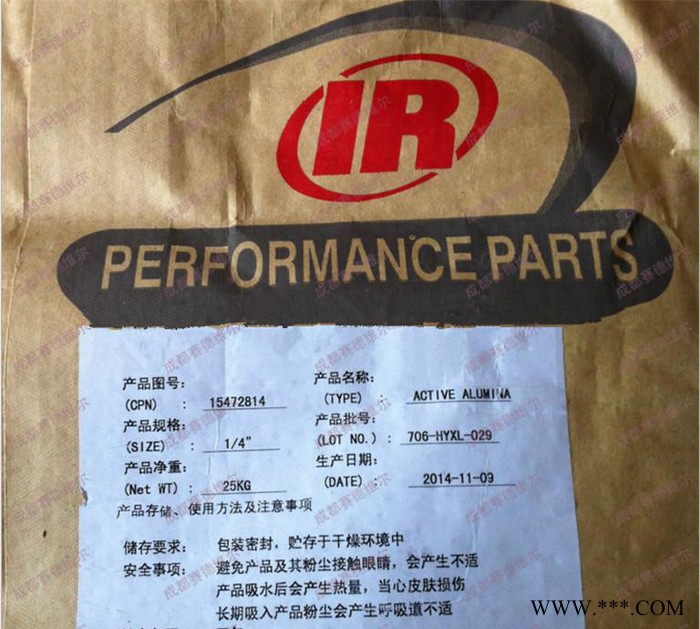 IR
PERFORMANCE PARTS
产品图号: 产品名称:
(CPN) : 15472814 (TYPE) : ACTIVE ALUMINA
产品规格: 产品批号:
(SIZE) : 1/4" (LOT NO.) : 706-HYXL-029
产品净重: 生产日期:
(Net WT) : 25KG (DATE) : 2014-11-09
产品存储、使用方法及注意事项
储存要求: 包装密封，贮存于干燥环境中
安全事项: 避免产品及其粉尘接触眼睛，会产生不适
产品吸水后会产生热量，当心皮肤损伤
长期吸入产品粉尘会产生呼吸道不适
WWW.***.COM
成都赛德维尔